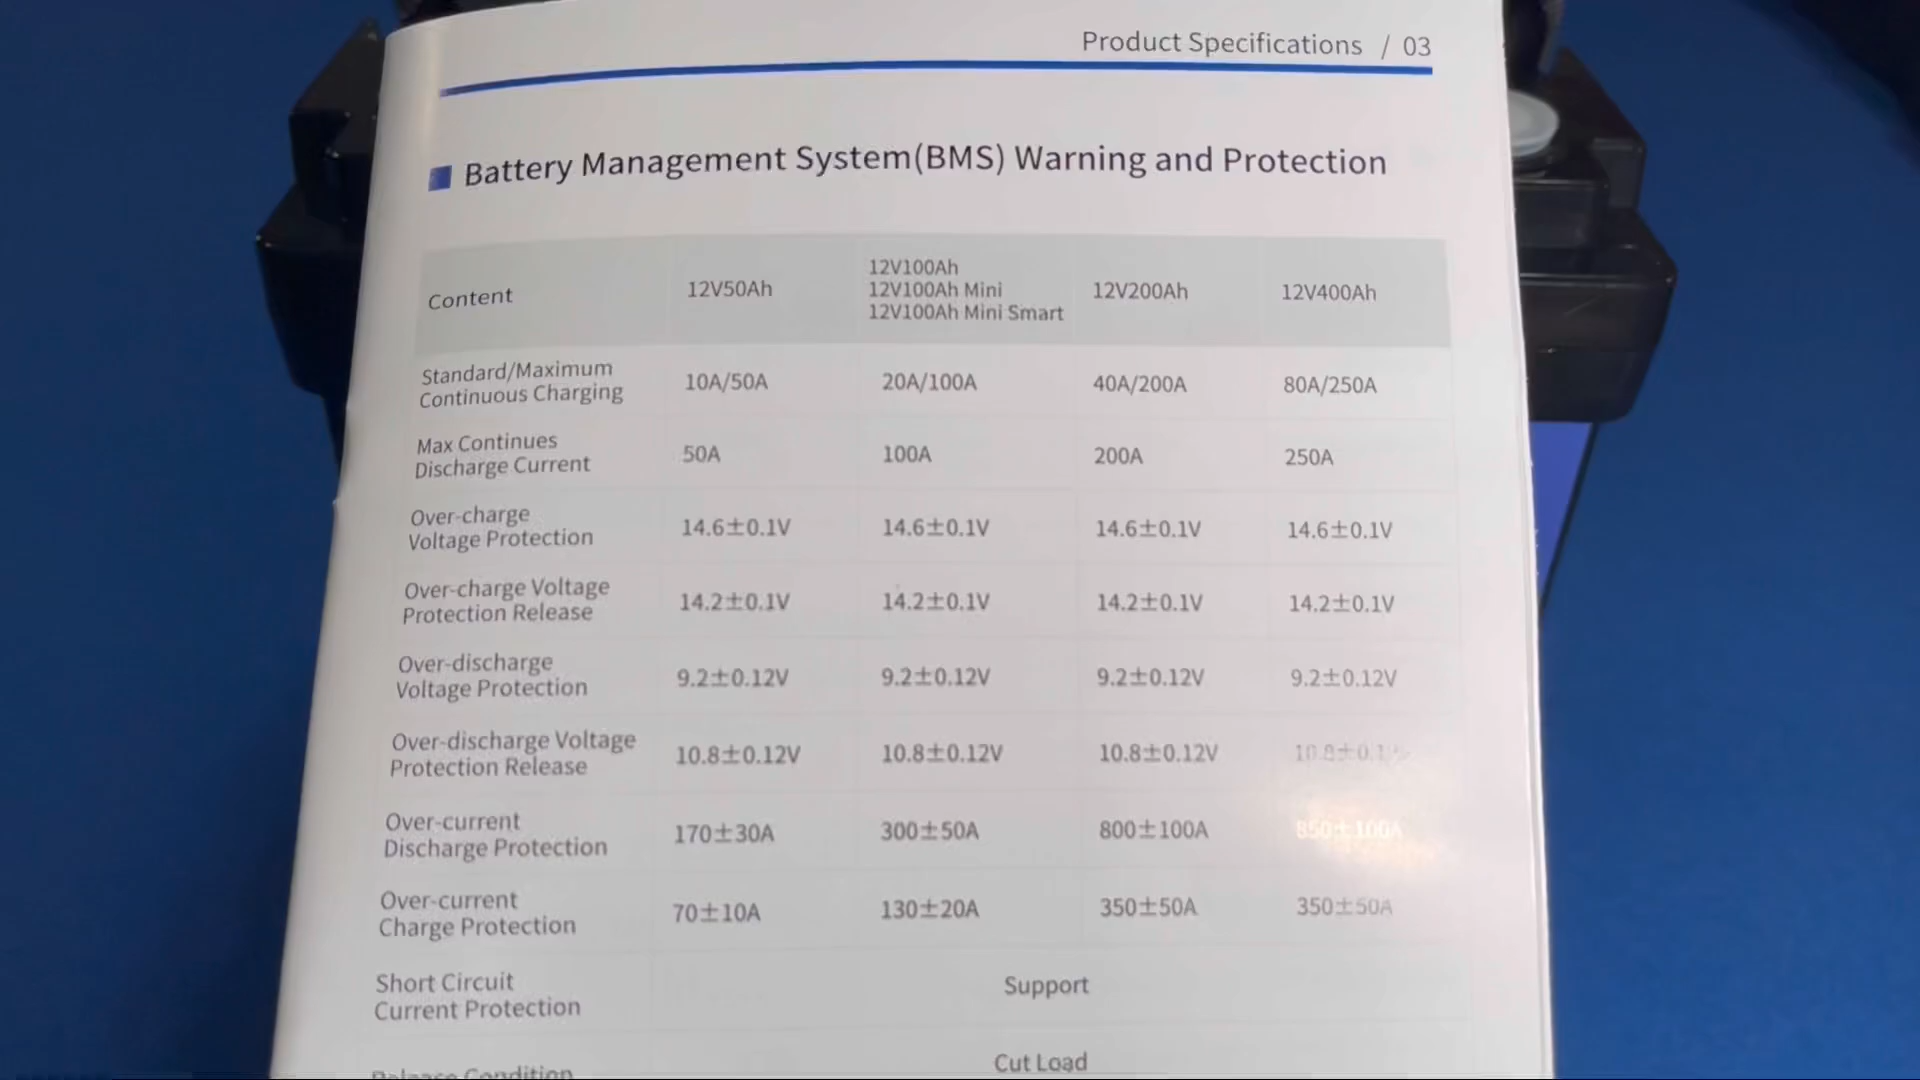 Product Specifications / 03
Battery Management System(BMS) Warning and Protection
Content
12V50Ah
12V100Ah
12V100Ah Mini
12V100Ah Mini Smart
12V200Ah
12V400Ah
Standard/Maximum
Continuous Charging
10A/50A
20A/100A
40A/200A
80A/250A
Max Continues
Discharge Current
50A
100A
200A
250A
Over-charge
Voltage Protection
14.6±0.1V
14.6±0.1V
14.6±0.1V
14.6±0.1V
Over-charge Voltage
Protection Release
14.2±0.1V
14.2±0.1V
14.2±0.1V
14.2±0.1V
Over-discharge
Voltage Protection
9.2±0.12V
9.2±0.12V
9.2±0.12V
9.2±0.12V
Over-discharge Voltage
Protection Release
10.8±0.12V
10.8±0.12V
10.8±0.12V
Over-current
Discharge Protection
170±30A
300±50A
800±100A
850±100A
Over-current
Charge Protection
70±10A
130±20A
350±50A
350±50A
Short Circuit
Current Protection
Support
Release Condition
Cut Load